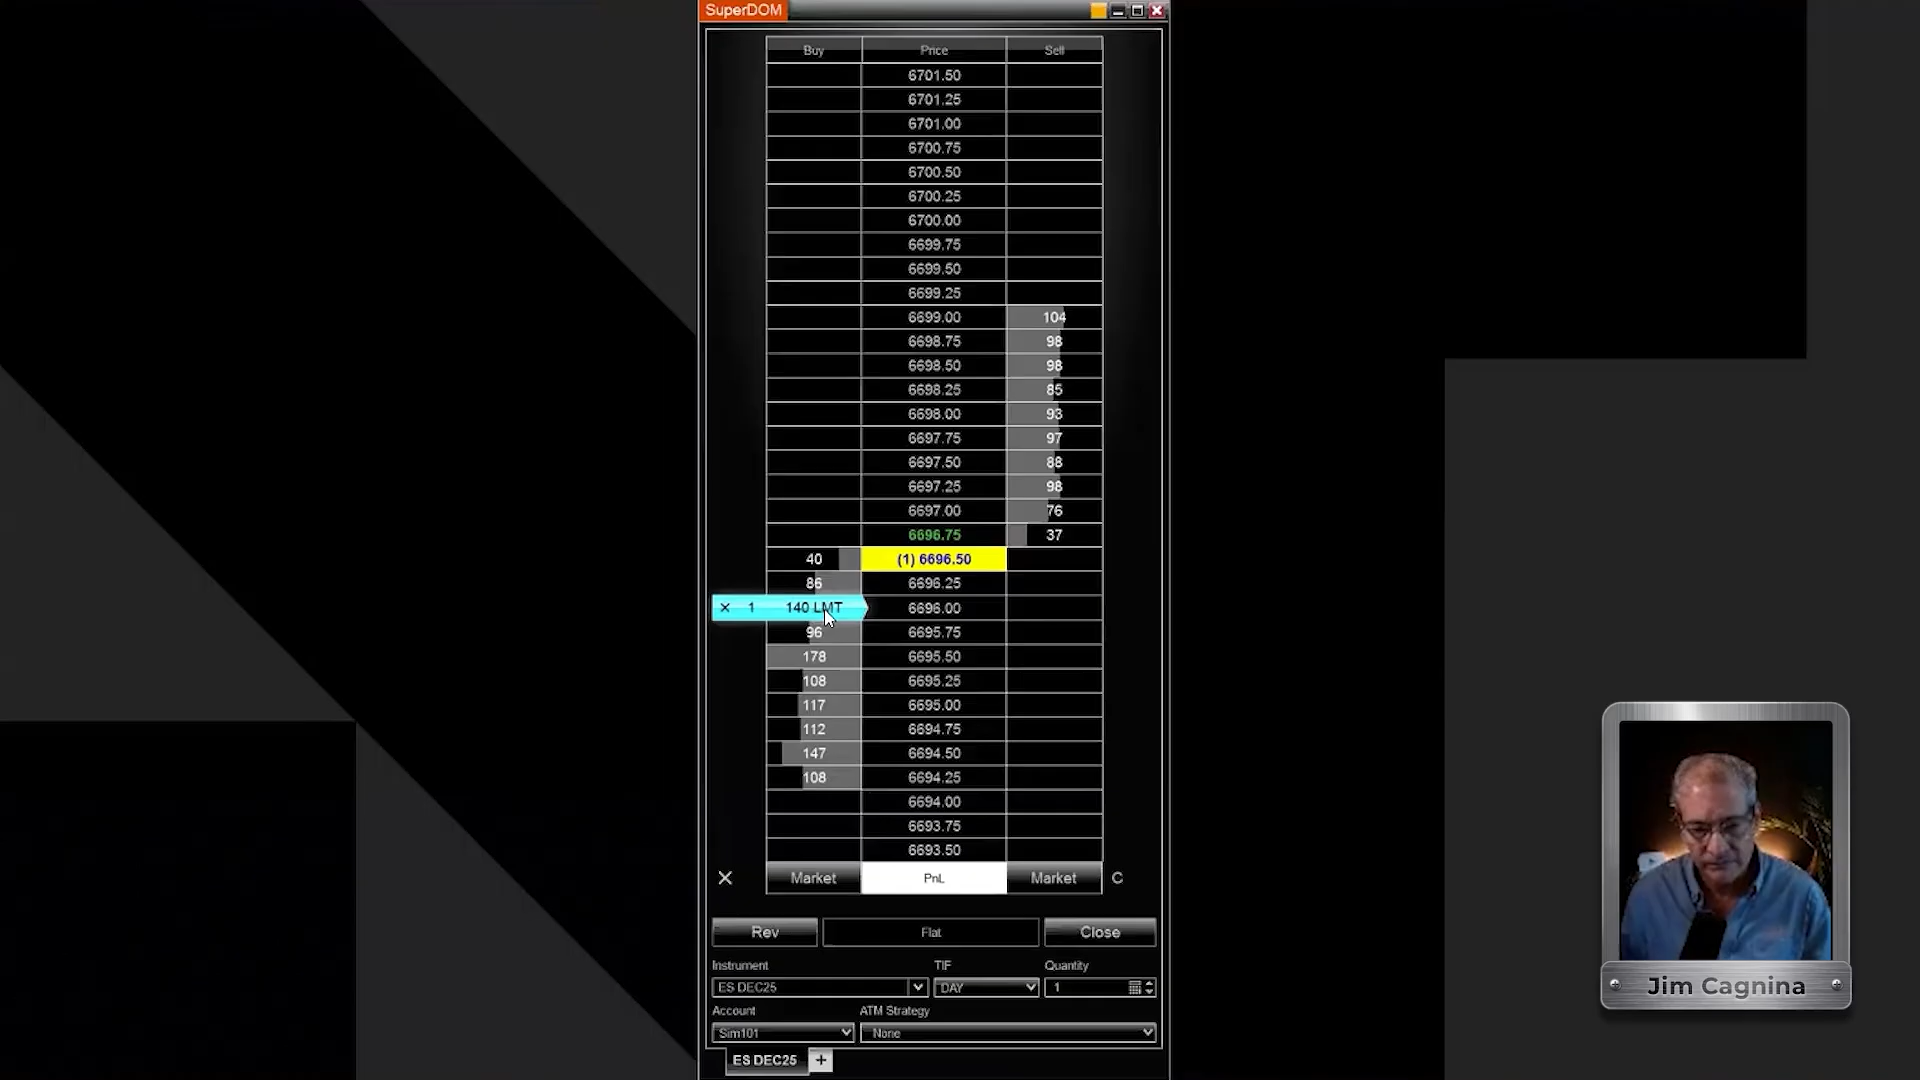 SuperDOM
Buy Price Sell
6701.50
6701.25
6701.00
6700.75
6700.50
6700.25
6700.00
6699.75
6699.50
6699.25
6699.00 104
6698.75 98
6698.50 98
6698.25 85
6698.00 93
6697.75 97
6697.50 88
6697.25 98
6697.00 76
6696.75 37
40 (1) 6696.50
86 6696.25
× 1 140 LMT 6696.00
96 6695.75
178 6695.50
108 6695.25
117 6695.00
112 6694.75
147 6694.50
108 6694.25
6694.00
6693.75
6693.50
X Market PnL Market C
Rev Flat Close
Instrument TIF Quantity
ES DEC25 DAY 1
Account ATM Strategy
Sim101 None
ES DEC25 +
Jim Cagnina